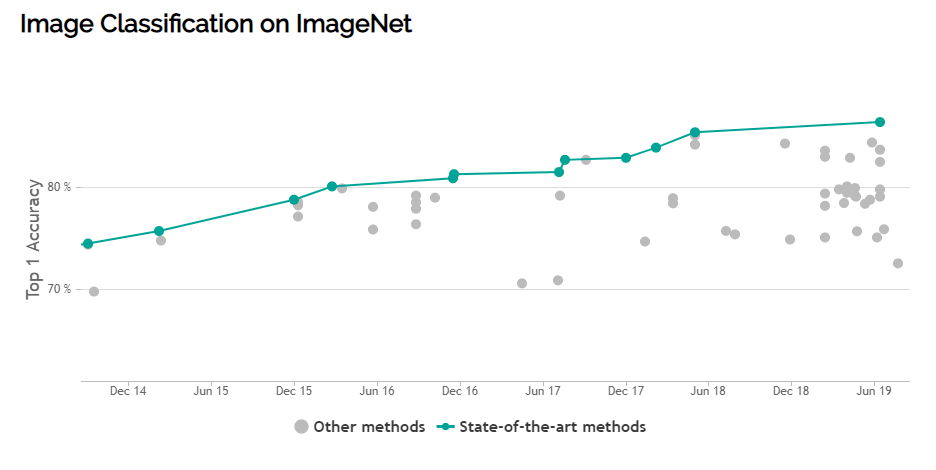 Image Classification on ImageNet
Top 1 Accuracy
80 %
70 %
Dec 14 Jun 15 Dec 15 Jun 16 Dec 16 Jun 17 Dec 17 Jun 18 Dec 18 Jun 19
Other methods State-of-the-art methods